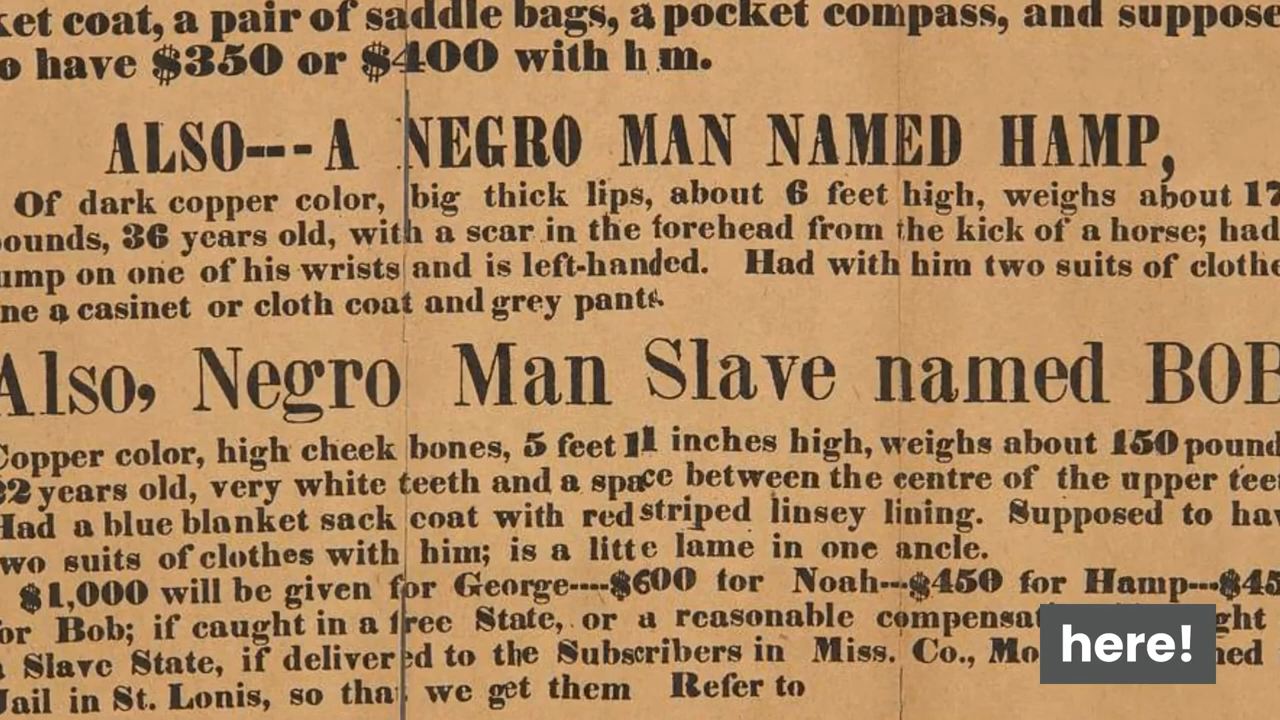 ket coat, a pair of saddle bags, a pocket compass, and suppose
o have $350 or $400 with h m.
ALSO---A NEGRO MAN NAMED HAMP,
Of dark copper color, big thick lips, about 6 feet high, weighs about 17
ounds, 36 years old, with a scar in the forehead from the kick of a horse; had
ump on one of his wrists and is left-handed. Had with him two suits of clothe
ne a casinet or cloth coat and grey pants.
Also, Negro Man Slave named BOB
Copper color, high cheek bones, 5 feet 11 inches high, weighs about 150 pound
22 years old, very white teeth and a space between the centre of the upper teet
Had a blue blanket sack coat with red striped linsey lining. Supposed to hav
wo suits of clothes with him; is a litte lame in one ancle.
$1,000 will be given for George----$600 for Noah---$450 for Hamp---$45
or Bob; if caught in a free State, or a reasonable compensat ght
a Slave State, if delivered to the Subscribers in Miss. Co., Mo ned
Jail in St. Lonis, so that we get them Refer to
here!